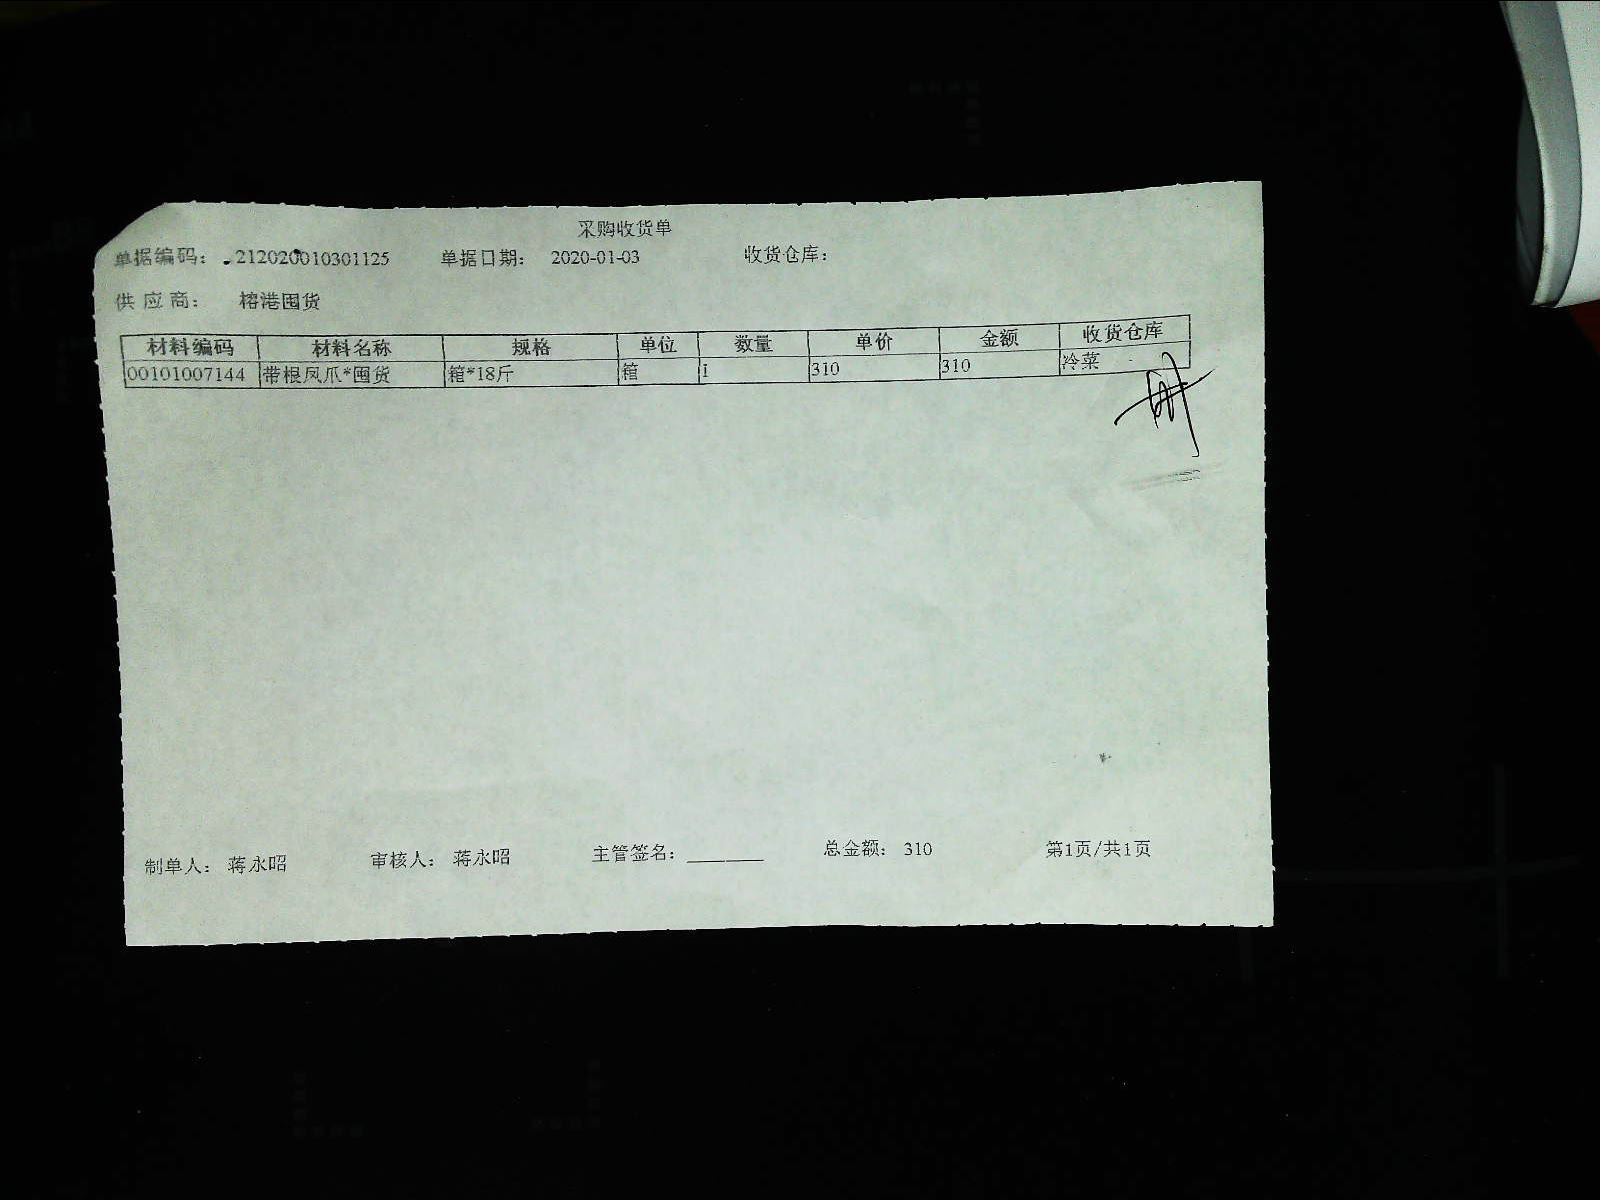 采购收货单
单据编码: 212020010301125 单据日期: 2020-01-03 收货仓库:
供应商: 榕港囤货
材料编码 材料名称 规格 单位 数量 单价 金额 收货仓库
00101007144 带根凤爪*囤货 箱*18斤 箱 1 310 310 冷菜
制单人: 蒋永昭 审核人: 蒋永昭 主管签名: ________ 总金额: 310 第1页/共1页